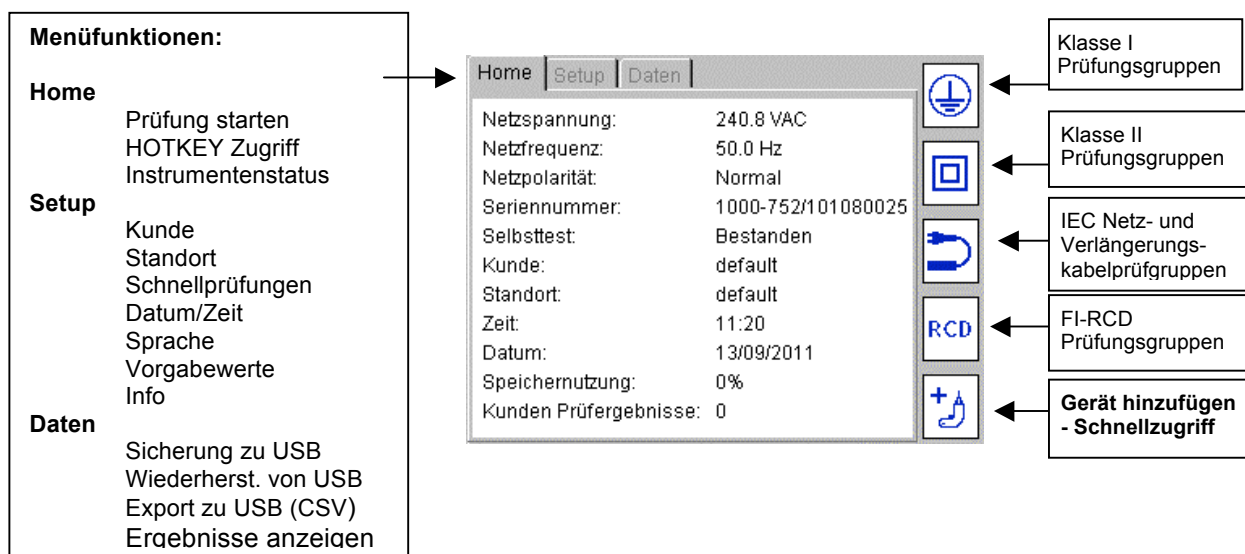 Menüfunktionen:
Home
Prüfung starten
HOTKEY Zugriff
Instrumentenstatus
Setup
Kunde
Standort
Schnellprüfungen
Datum/Zeit
Sprache
Vorgabewerte
Info
Daten
Sicherung zu USB
Wiederherst. von USB
Export zu USB (CSV)
Ergebnisse anzeigen
Home Setup Daten
Netzspannung: 240.8 VAC
Netzfrequenz: 50.0 Hz
Netzpolarität: Normal
Seriennummer: 1000-752/101080025
Selbsttest: Bestanden
Kunde: default
Standort: default
Zeit: 11:20
Datum: 13/09/2011
Speichernutzung: 0%
Kunden Prüfergebnisse: 0
RCD
Klasse I
Prüfungsgruppen
Klasse II
Prüfungsgruppen
IEC Netz- und
Verlängerungs-
kabelprüfgruppen
FI-RCD
Prüfungsgruppen
Gerät hinzufügen
- Schnellzugriff